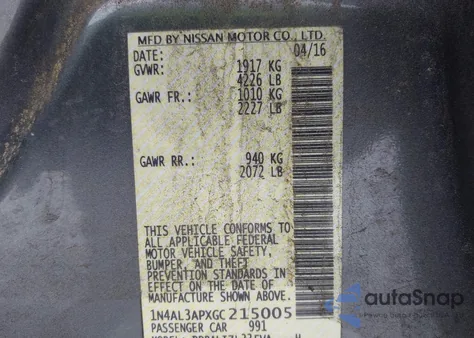 MFD BY NISSAN MOTOR CO., LTD.
DATE: 04/16
GVWR: 1917 KG
4226 LB
GAWR FR.: 1010 KG
2227 LB
GAWR RR.: 940 KG
2072 LB
THIS VEHICLE CONFORMS TO
ALL APPLICABLE FEDERAL
MOTOR VEHICLE SAFETY,
BUMPER, AND THEFT
PREVENTION STANDARDS IN
EFFECT ON THE DATE OF
MANUFACTURE SHOWN ABOVE.
1N4AL3APXGC215005
PASSENGER CAR 991
autoSnap